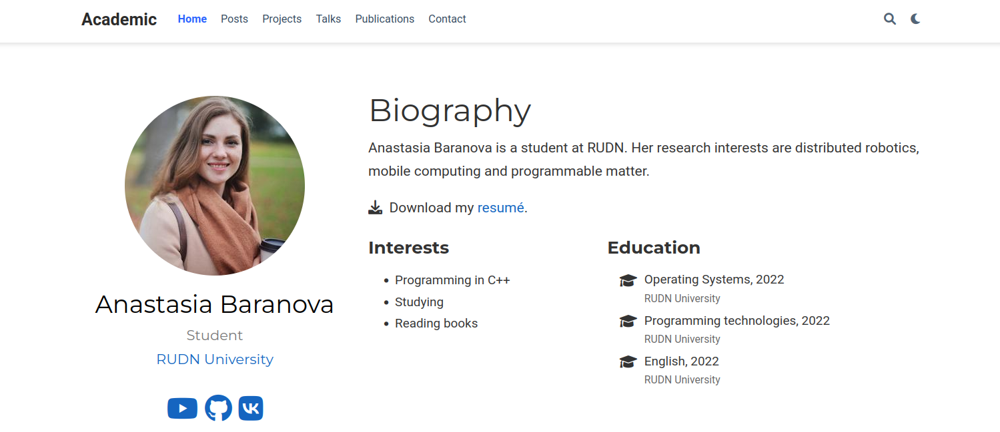 Academic Home Posts Projects Talks Publications Contact
Biography
Anastasia Baranova is a student at RUDN. Her research interests are distributed robotics,
mobile computing and programmable matter.
Download my resumé.
Interests
Programming in C++
Studying
Reading books
Education
Operating Systems, 2022
RUDN University
Programming technologies, 2022
RUDN University
English, 2022
RUDN University
Anastasia Baranova
Student
RUDN University